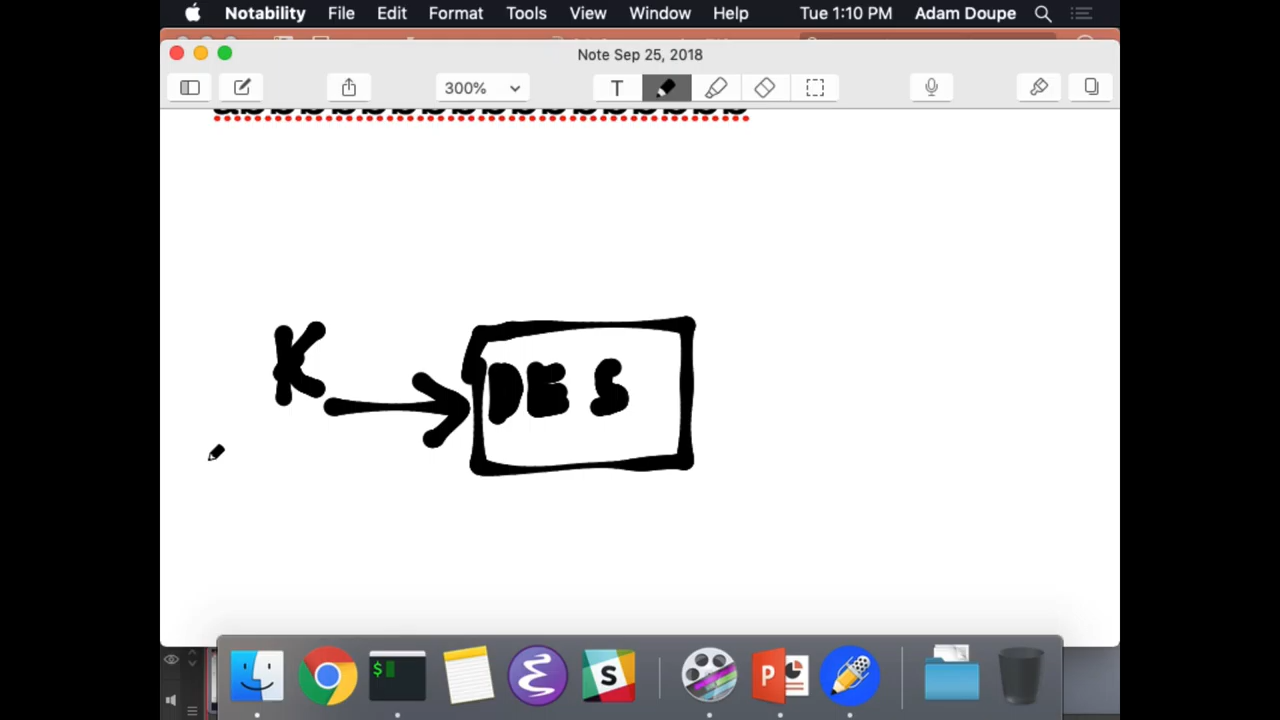 Notability File Edit Format Tools View Window Help Tue 1:10 PM Adam Doupe
Note Sep 25, 2018
300% T
K
DES
$ S P